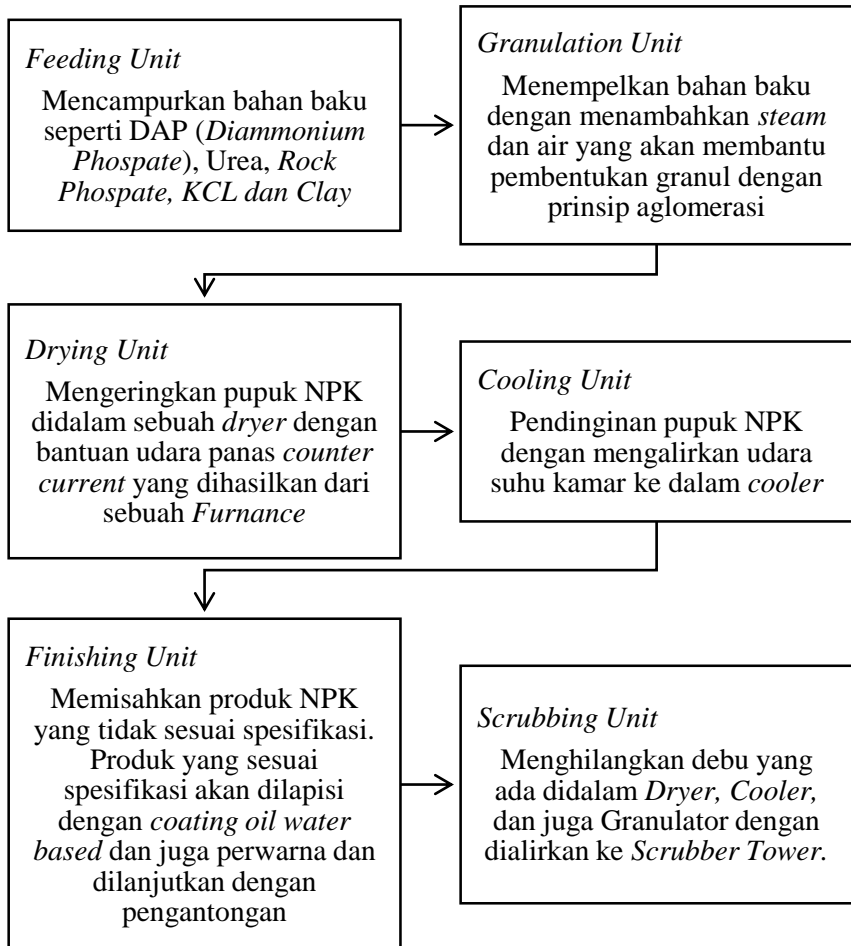 Feeding Unit
Mencampurkan bahan baku
seperti DAP (Diammonium
Phospate), Urea, Rock
Phospate, KCL dan Clay
Granulation Unit
Menempelkan bahan baku
dengan menambahkan steam
dan air yang akan membantu
pembentukan granul dengan
prinsip aglomerasi
Drying Unit
Mengeringkan pupuk NPK
didalam sebuah dryer dengan
bantuan udara panas counter
current yang dihasilkan dari
sebuah Furnance
Cooling Unit
Pendinginan pupuk NPK
dengan mengalirkan udara
suhu kamar ke dalam cooler
Finishing Unit
Memisahkan produk NPK
yang tidak sesuai spesifikasi.
Produk yang sesuai
spesifikasi akan dilapisi
dengan coating oil water
based dan juga perwarna dan
dilanjutkan dengan
pengantongan
Scrubbing Unit
Menghilangkan debu yang
ada didalam Dryer, Cooler,
dan juga Granulator dengan
dialirkan ke Scrubber Tower.